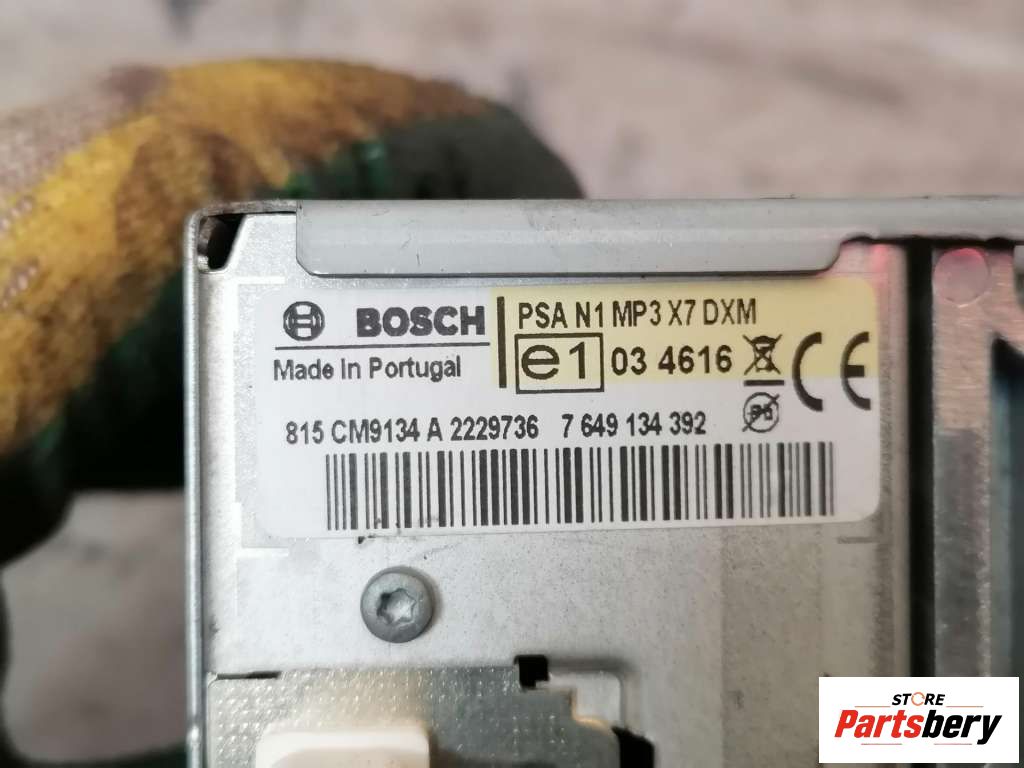 BOSCH
Made in Portugal
PSA N1 MP3 X7 DXM
e1 03 4616 CE
Pb
815 CM9134 A 2229736 7 649 134 392
STORE
Partsbery